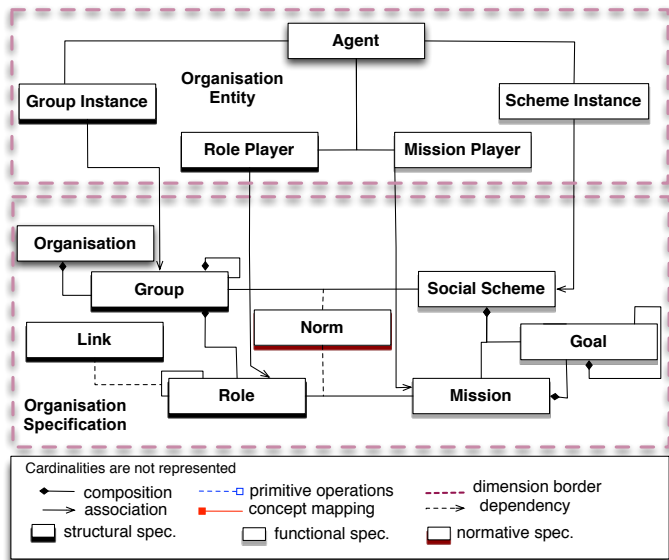 Agent
Group Instance
Organisation
Entity
Scheme Instance
Role Player
Mission Player
Organisation
Group
Social Scheme
Link
Norm
Goal
Role
Mission
Organisation
Specification
Cardinalities are not represented
composition
primitive operations
dimension border
association
concept mapping
dependency
structural spec.
functional spec.
normative spec.